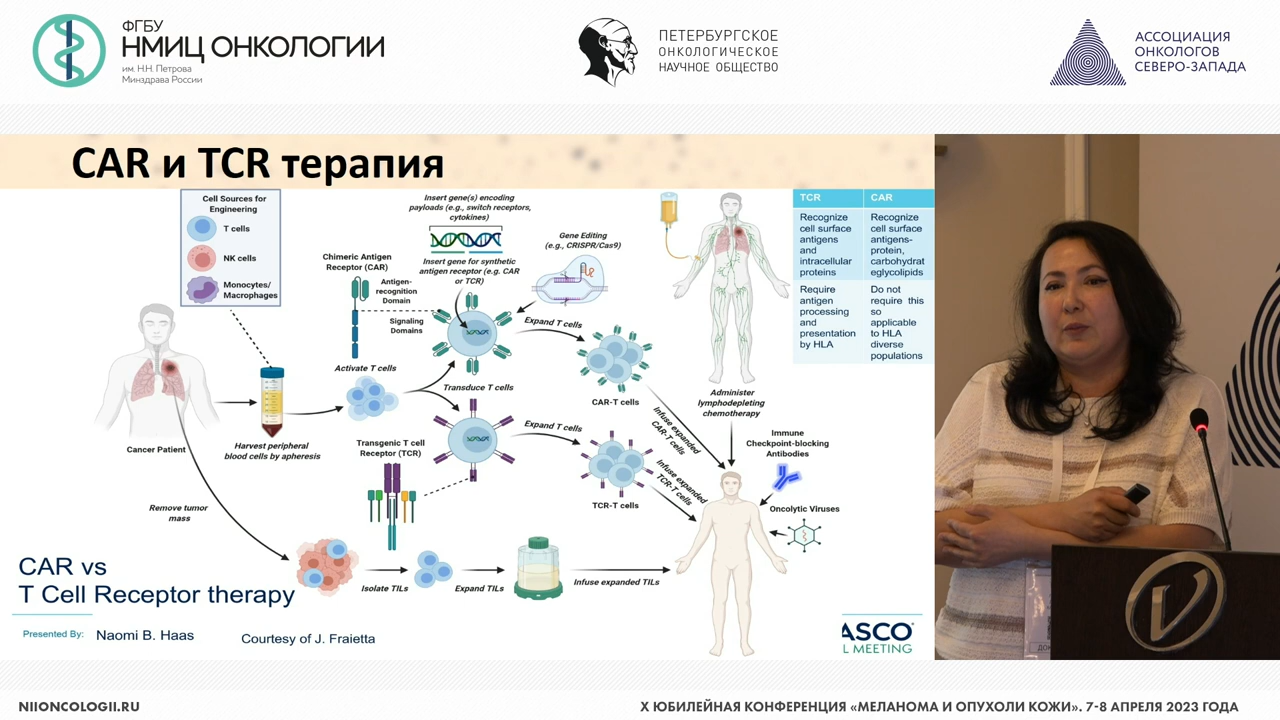 ФГБУ
НМИЦ ОНКОЛОГИИ
им. Н.Н. Петрова
Минздрава России
ПЕТЕРБУРГСКОЕ
ОНКОЛОГИЧЕСКОЕ
НАУЧНОЕ ОБЩЕСТВО
АССОЦИАЦИЯ
ОНКОЛОГОВ
СЕВЕРО-ЗАПАДА
CAR и TCR терапия
Cell Sources for
Engineering
T cells
NK cells
Monocytes/
Macrophages
Insert gene(s) encoding
payloads (e.g., switch receptors,
cytokines)
Insert gene for synthetic
antigen receptor (e.g. CAR
or TCR)
Gene Editing
(e.g., CRISPR/Cas9)
Chimeric Antigen
Receptor (CAR)
Antigen-
recognition
Domain
Signaling
Domains
Activate T cells
Transduce T cells
Expand T cells
CAR-T cells
Infuse expanded
CAR-T cells
Cancer Patient
Harvest peripheral
blood cells by apheresis
Transgenic T cell
Receptor (TCR)
Expand T cells
TCR-T cells
Infuse expanded
TCR-T cells
Administer
lymphodepleting
chemotherapy
Immune
Checkpoint-blocking
Antibodies
Oncolytic Viruses
Remove tumor
mass
Isolate TILs
Expand TILs
Infuse expanded TILs
TCR
CAR
Recognize
cell surface
antigens
and
intracellular
proteins
Recognize
cell surface
antigens-
protein,
carbohydrat
eglycolipids
Require
antigen
processing
and
presentation
by HLA
Do not
require this
so
applicable
to HLA
diverse
populations
CAR vs
T Cell Receptor therapy
Presented By: Naomi B. Haas
Courtesy of J. Fraietta
ASCO®
L MEETING
NIIONCOLOGII.RU
X ЮБИЛЕЙНАЯ КОНФЕРЕНЦИЯ «МЕЛАНОМА И ОПУХОЛИ КОЖИ». 7-8 АПРЕЛЯ 2023 ГОДА